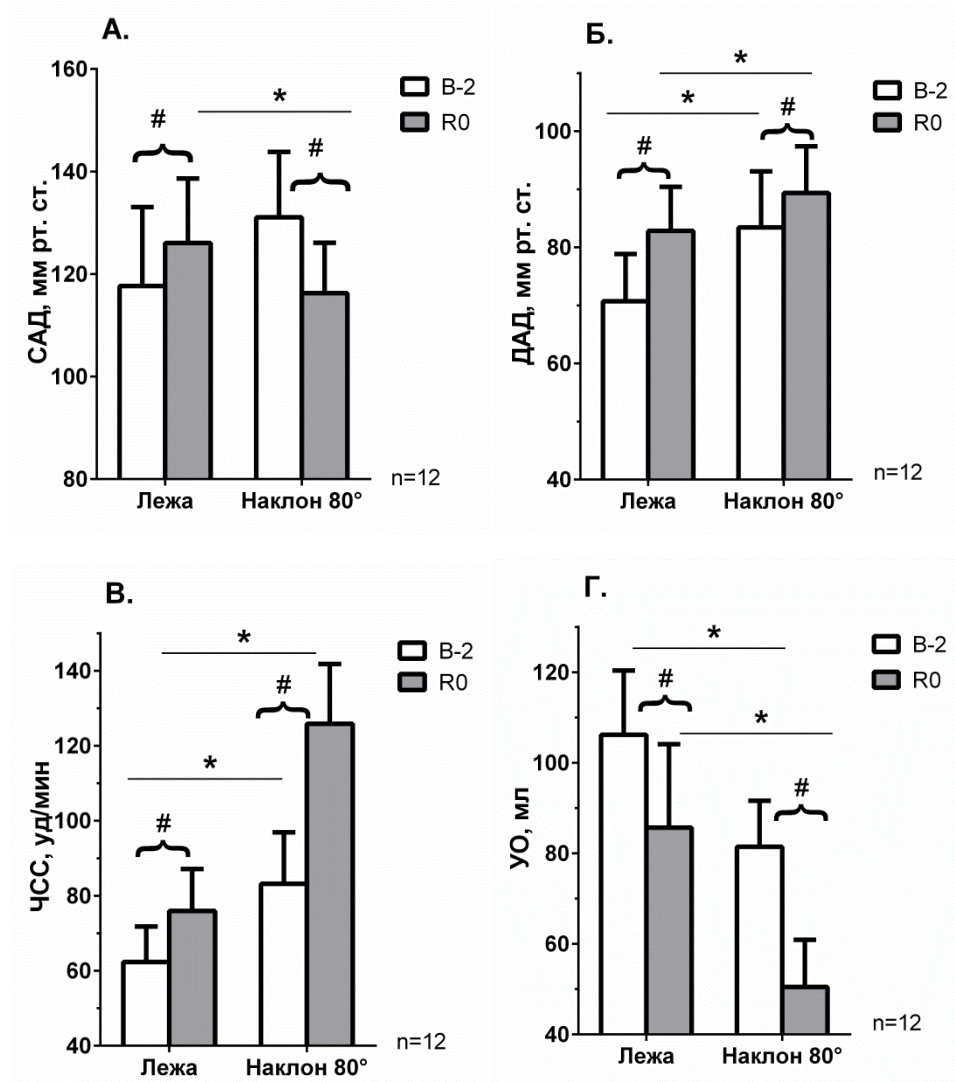 А.
САД, мм рт. ст.
160
140
120
100
80
#
*
#
B-2
R0
n=12
Лежа
Наклон 80°
Б.
ДАД, мм рт. ст.
100
80
60
40
*
*
#
#
B-2
R0
n=12
Лежа
Наклон 80°
В.
ЧСС, уд/мин
140
120
100
80
60
40
*
#
*
#
B-2
R0
n=12
Лежа
Наклон 80°
Г.
УО, мл
120
100
80
60
40
*
#
*
#
B-2
R0
n=12
Лежа
Наклон 80°